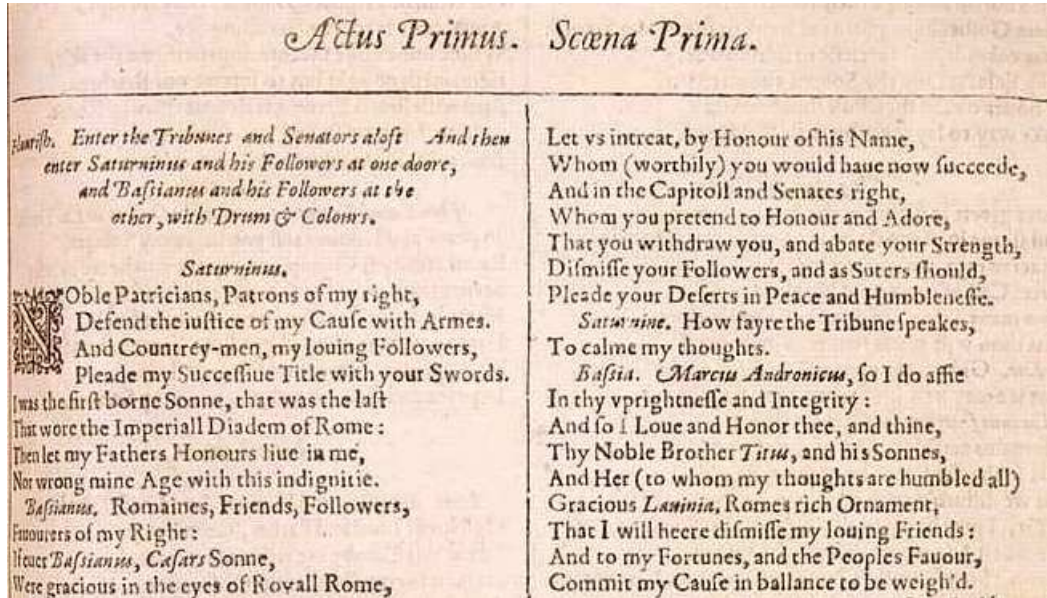 Actus Primus. Scœna Prima.
Flourish. Enter the Tribunes and Senators aloft And then
enter Saturninus and his Followers at one doore,
and Baſsianus and his Followers at the
other, with Drum & Colours.
Saturninus.
NOble Patricians, Patrons of my right,
Defend the iuſtice of my Cauſe with Armes.
And Countrey-men, my louing Followers,
Pleade my Succeſſiue Title with your Swords.
I was the firſt borne Sonne, that was the laſt
That wore the Imperiall Diadem of Rome:
Then let my Fathers Honours liue in me,
Nor wrong mine Age with this indignitie.
Baſsianus. Romaines, Friends, Followers,
Fauourers of my Right:
If euer Baſsianus, Cæſars Sonne,
Were gracious in the eyes of Royall Rome,
Let vs intreat, by Honour of his Name,
Whom (worthily) you would haue now ſucceede,
And in the Capitoll and Senates right,
Whom you pretend to Honour and Adore,
That you withdraw you, and abate your Strength,
Diſmiſſe your Followers, and as Suters ſhould,
Pleade your Deſerts in Peace and Humbleneſſe.
Saturnine. How fayre the Tribune ſpeakes,
To calme my thoughts.
Baſsia. Marcus Andronicus, ſo I do affie
In thy vprightneſſe and Integrity:
And ſo I Loue and Honor thee, and thine,
Thy Noble Brother Titus, and his Sonnes,
And Her (to whom my thoughts are humbled all)
Gracious Lauinia, Romes rich Ornament,
That I will heere diſmiſſe my louing Friends:
And to my Fortunes, and the Peoples Fauour,
Commit my Cauſe in ballance to be weigh'd.